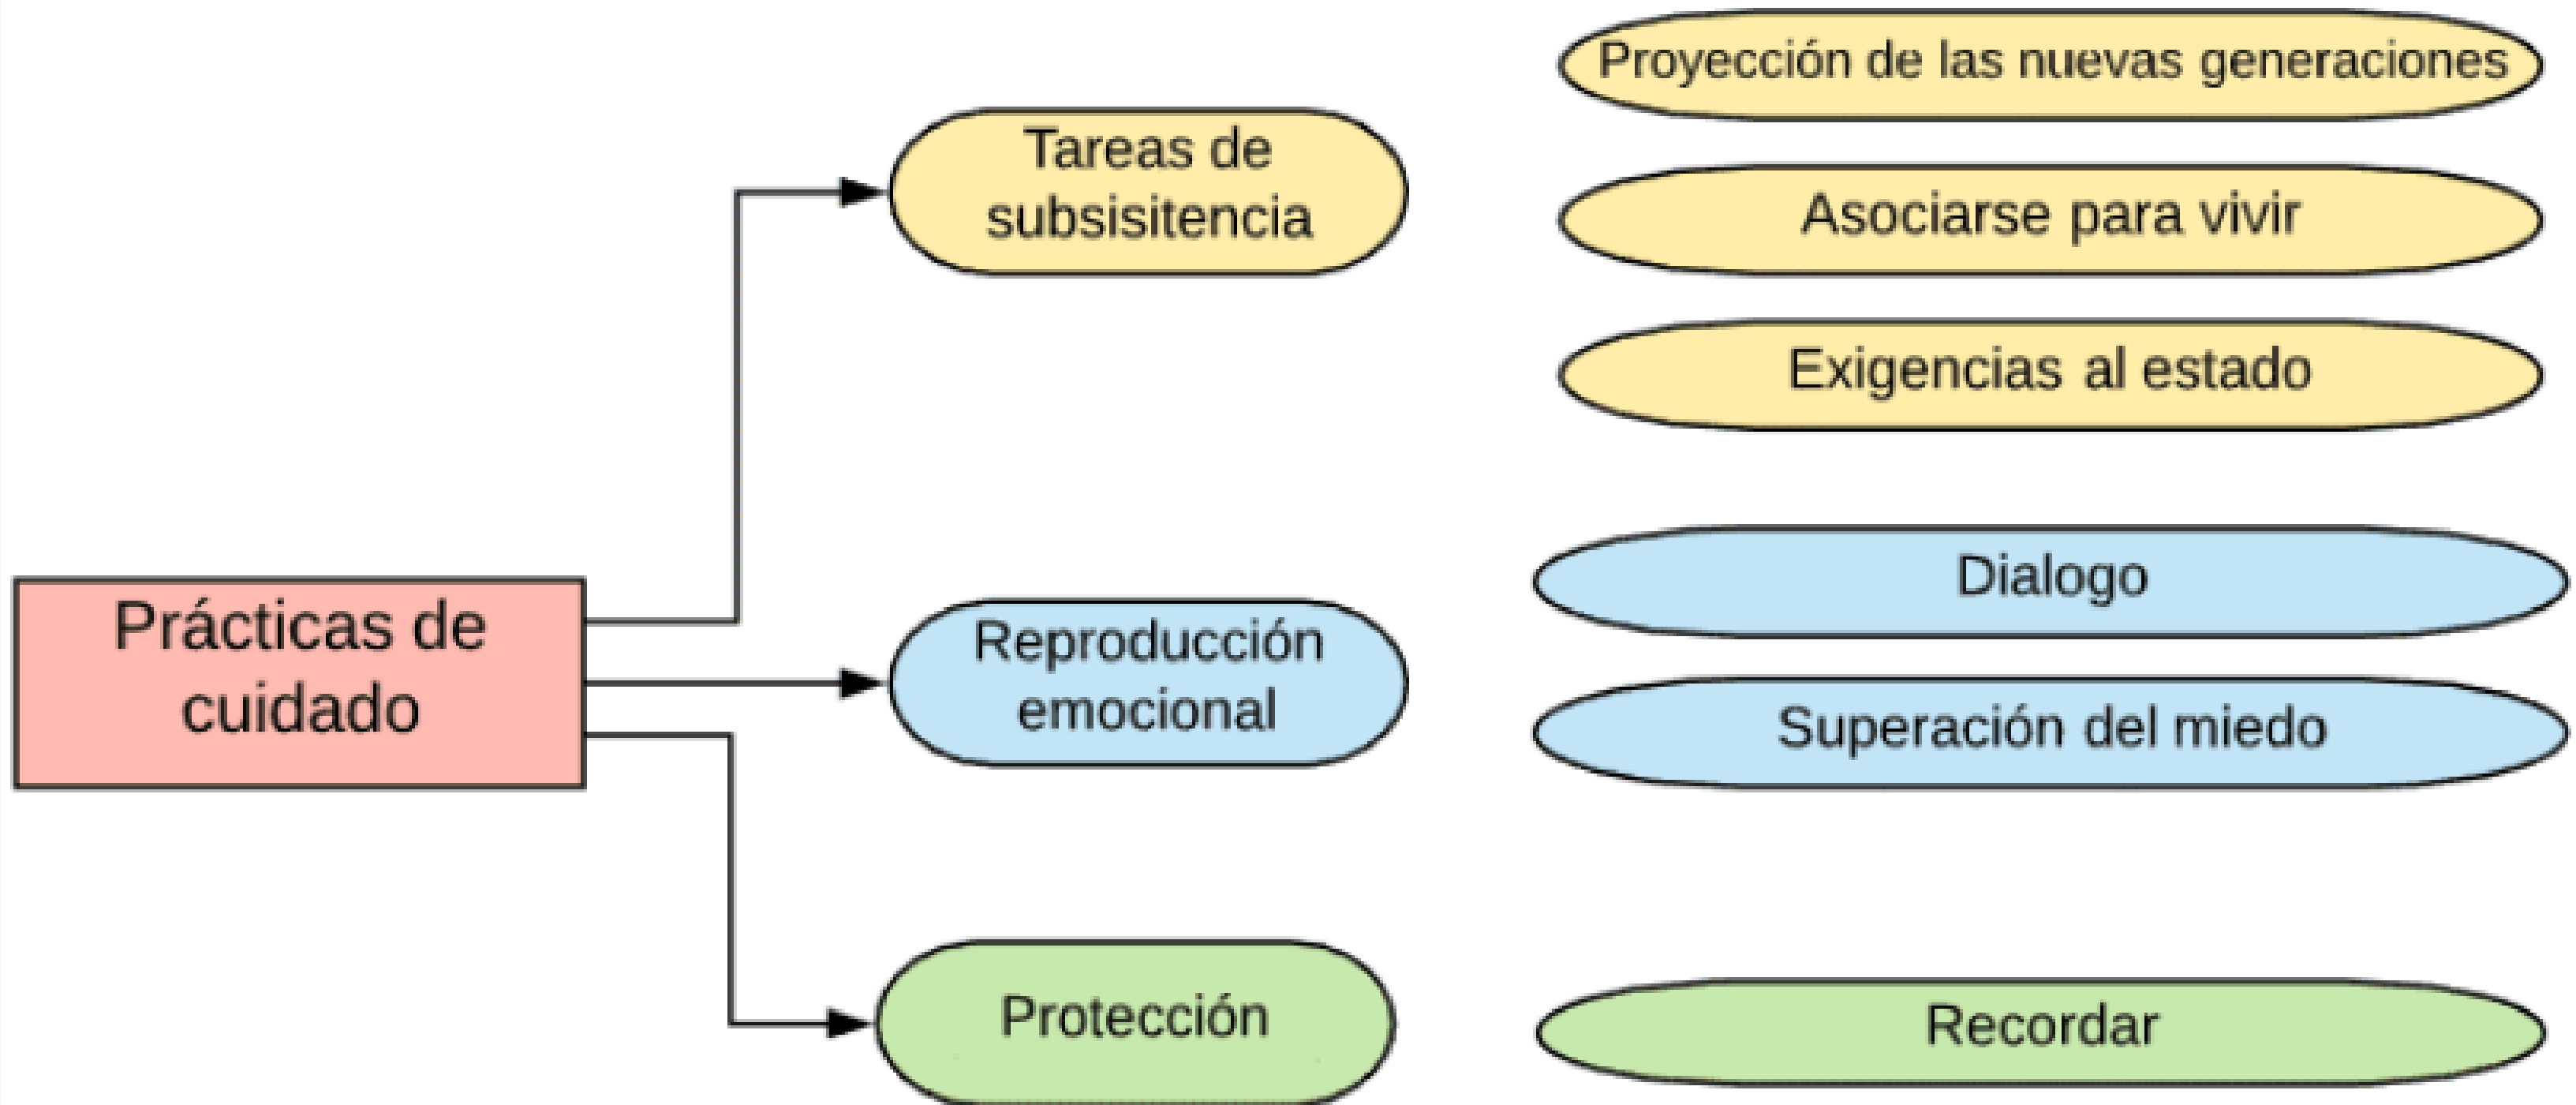 Prácticas de
cuidado
Tareas de
subsisitencia
Proyección de las nuevas generaciones
Asociarse para vivir
Exigencias al estado
Reproducción
emocional
Dialogo
Superación del miedo
Protección
Recordar